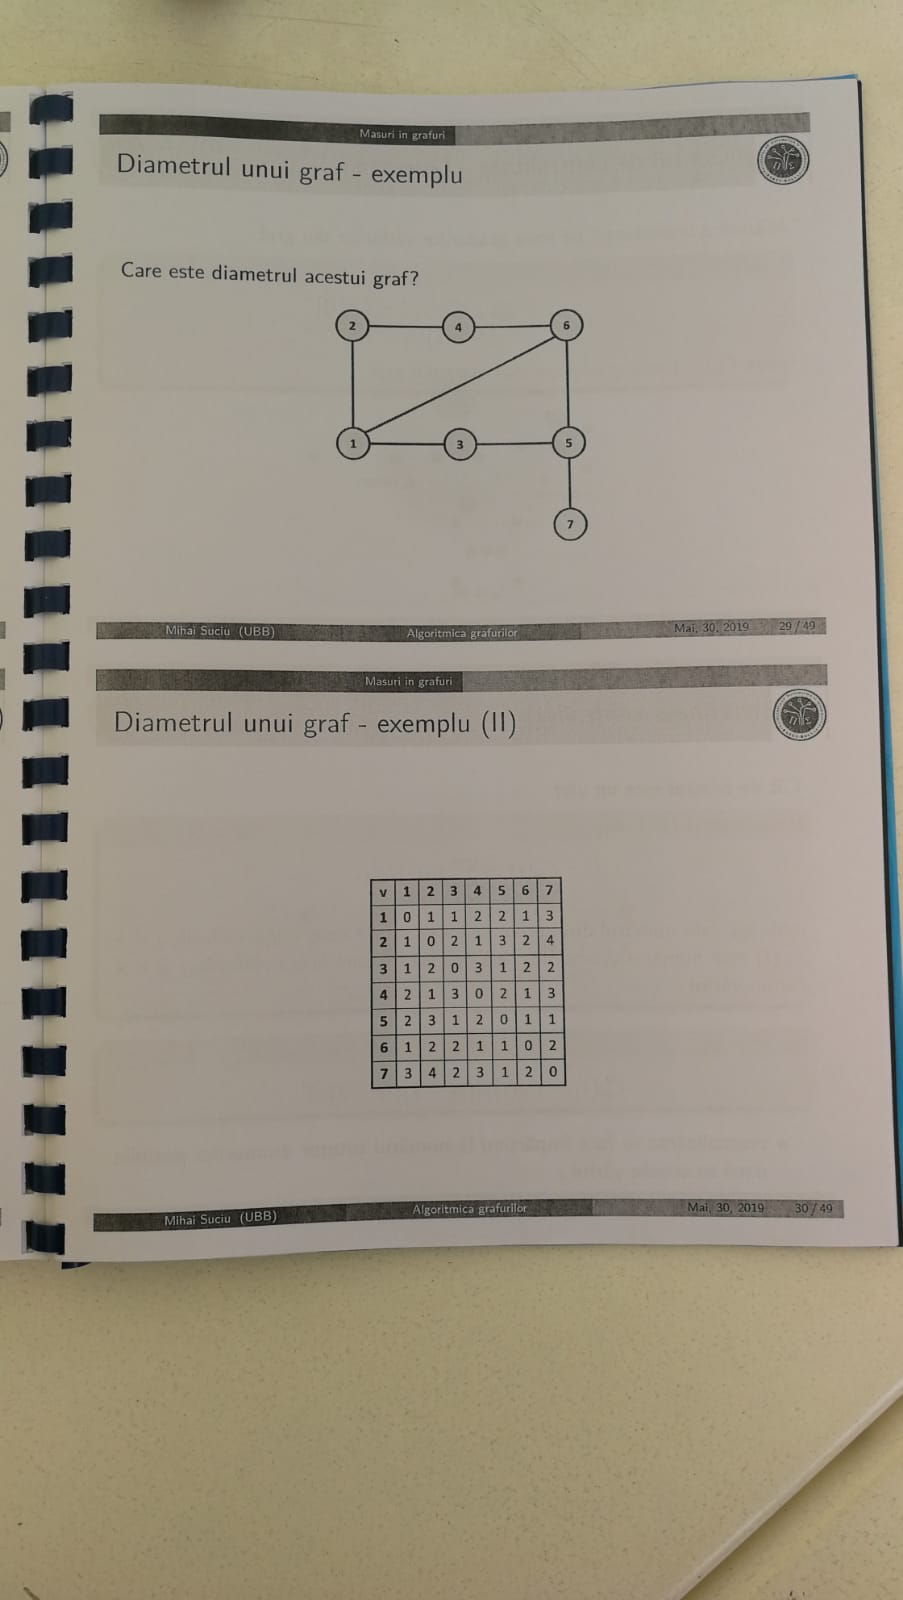 Masuri in grafuri
Diametrul unui graf - exemplu
Care este diametrul acestui graf?
2 4 6
1 3 5
7
Mihai Suciu (UBB) Algoritmica grafurilor Mai, 30, 2019 29 / 49
Masuri in grafuri
Diametrul unui graf - exemplu (II)
v 1 2 3 4 5 6 7
1 0 1 1 2 2 1 3
2 1 0 2 1 3 2 4
3 1 2 0 3 1 2 2
4 2 1 3 0 2 1 3
5 2 3 1 2 0 1 1
6 1 2 2 1 1 0 2
7 3 4 2 3 1 2 0
Mihai Suciu (UBB) Algoritmica grafurilor Mai, 30, 2019 30 / 49